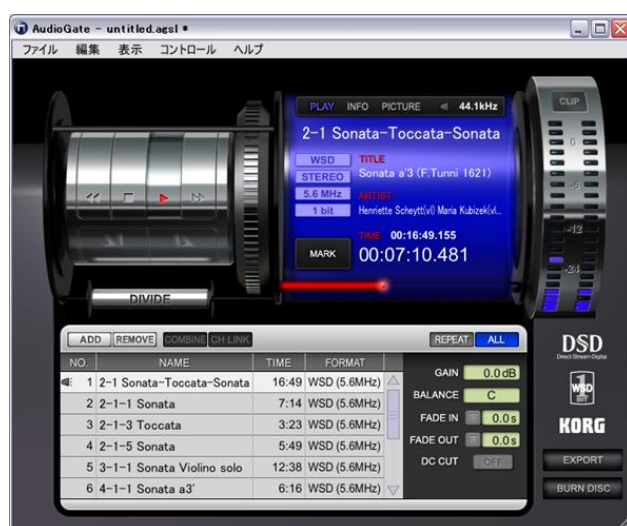 AudioGate - untitled.agsl *
ファイル 編集 表示 コントロール ヘルプ
PLAY INFO PICTURE 44.1kHz
CLIP
2-1 Sonata-Toccata-Sonata
WSD TITLE
STEREO Sonata a'3 (F.Tunni 1621)
5.6 MHz ARTIST
1 bit Henriette Scheytt(vl) Maria Kubizek(vl...
TIME 00:16:49.155
MARK 00:07:10.481
0
-6
-12
-24
DIVIDE
ADD REMOVE COMBINE CH LINK REPEAT ALL
NO. NAME TIME FORMAT
1 2-1 Sonata-Toccata-Sonata 16:49 WSD (5.6MHz)
2 2-1-1 Sonata 7:14 WSD (5.6MHz)
3 2-1-3 Toccata 3:23 WSD (5.6MHz)
4 2-1-5 Sonata 5:49 WSD (5.6MHz)
5 3-1-1 Sonata Violino solo 12:38 WSD (5.6MHz)
6 4-1-1 Sonata a3' 6:16 WSD (5.6MHz)
GAIN 0.0 dB
BALANCE C
FADE IN 0.0 s
FADE OUT 0.0 s
DC CUT OFF
DSD
Direct Stream Digital
1
WSD
BIT
KORG
EXPORT
BURN DISC